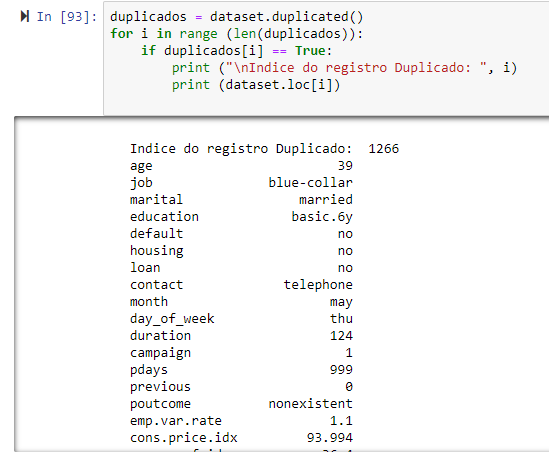 In [93]: duplicados = dataset.duplicated()
for i in range (len(duplicados)):
    if duplicados[i] == True:
        print ("\nIndice do registro Duplicado: ", i)
        print (dataset.loc[i])
Indice do registro Duplicado:  1266
age 39
job blue-collar
marital married
education basic.6y
default no
housing no
loan no
contact telephone
month may
day_of_week thu
duration 124
campaign 1
pdays 999
previous 0
poutcome nonexistent
emp.var.rate 1.1
cons.price.idx 93.994